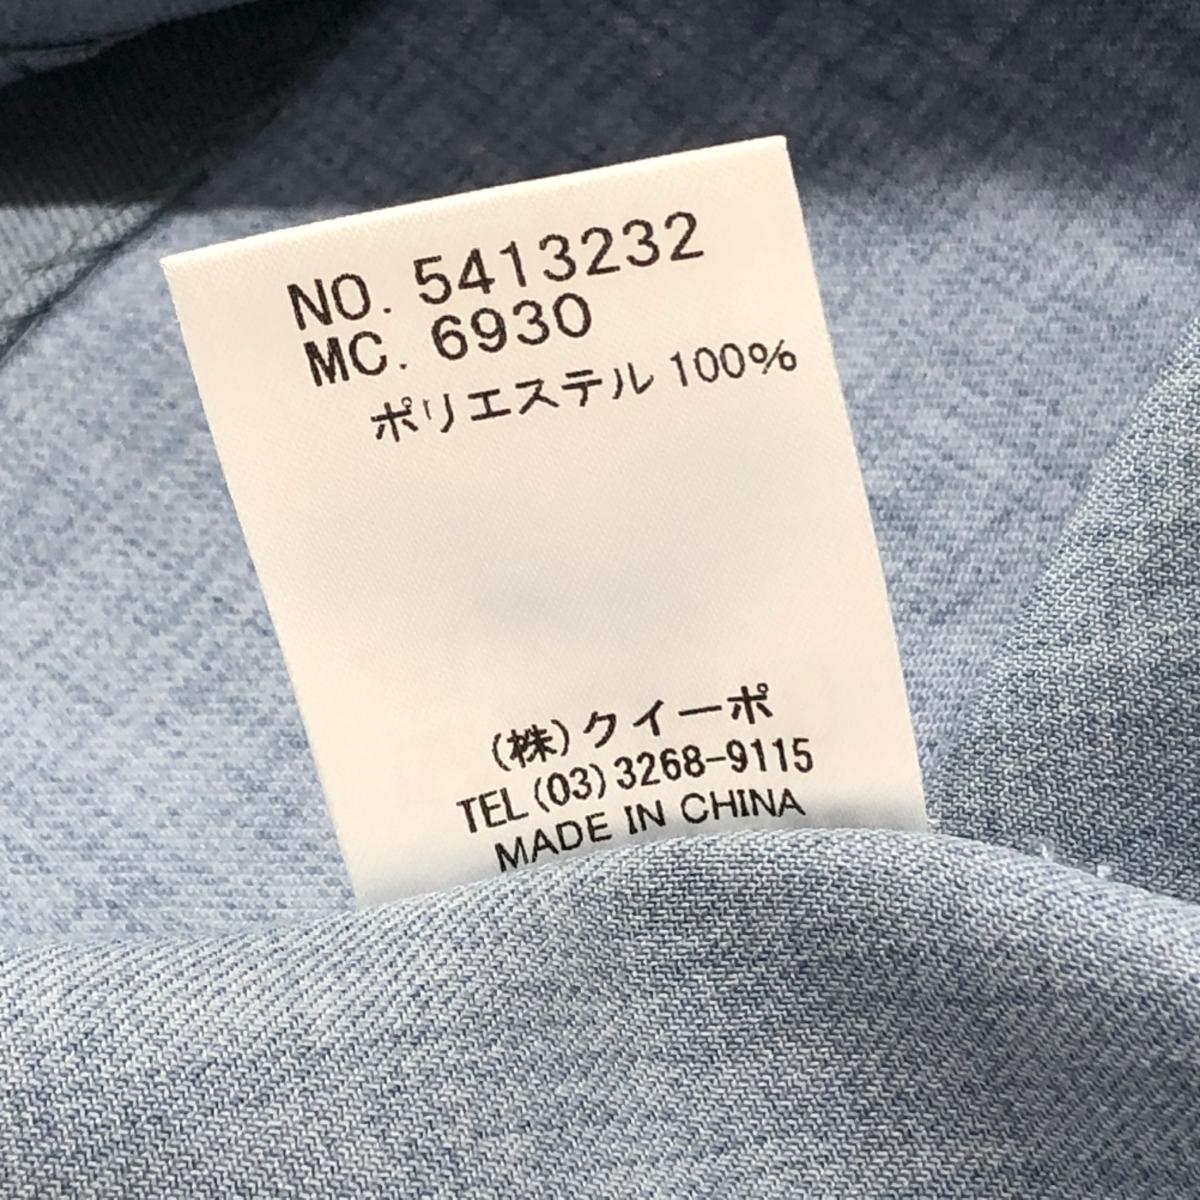 NO. 5413232
MC. 6930
ポリエステル 100%
(株)クイーポ
TEL(03)3268-9115
MADE IN CHINA